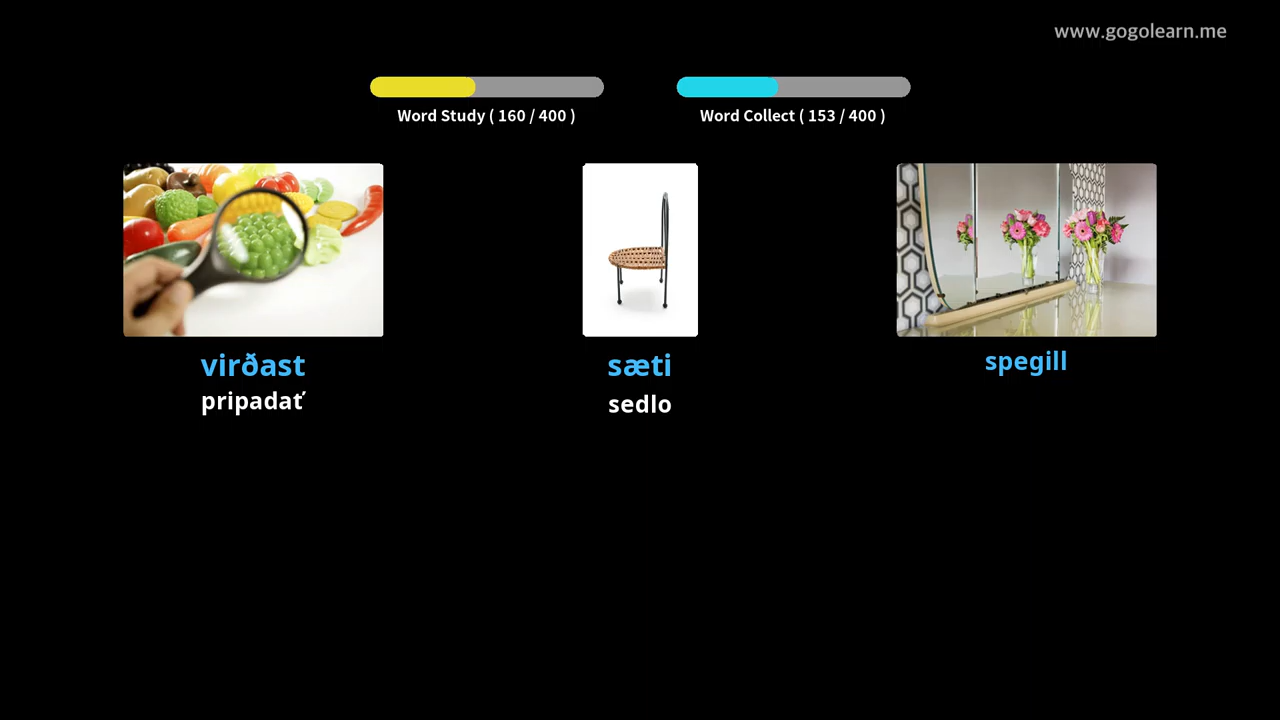 www.gogolearn.me
Word Study ( 160 / 400 )
Word Collect ( 153 / 400 )
virðast
pripadať
sæti
sedlo
spegill